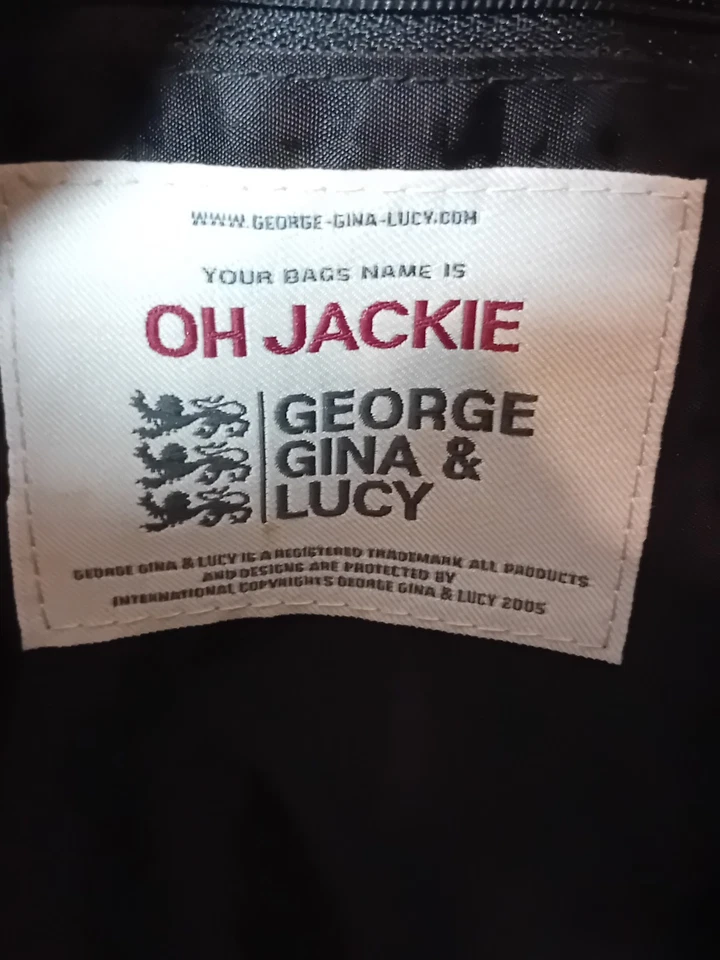 WWW.GEORGE-GINA-LUCY.COM
YOUR BAGS NAME IS
OH JACKIE
GEORGE
GINA &
LUCY
GEORGE GINA & LUCY IS A REGISTERED TRADEMARK ALL PRODUCTS
AND DESIGNS ARE PROTECTED BY
INTERNATIONAL COPYRIGHTS GEORGE GINA & LUCY 2005